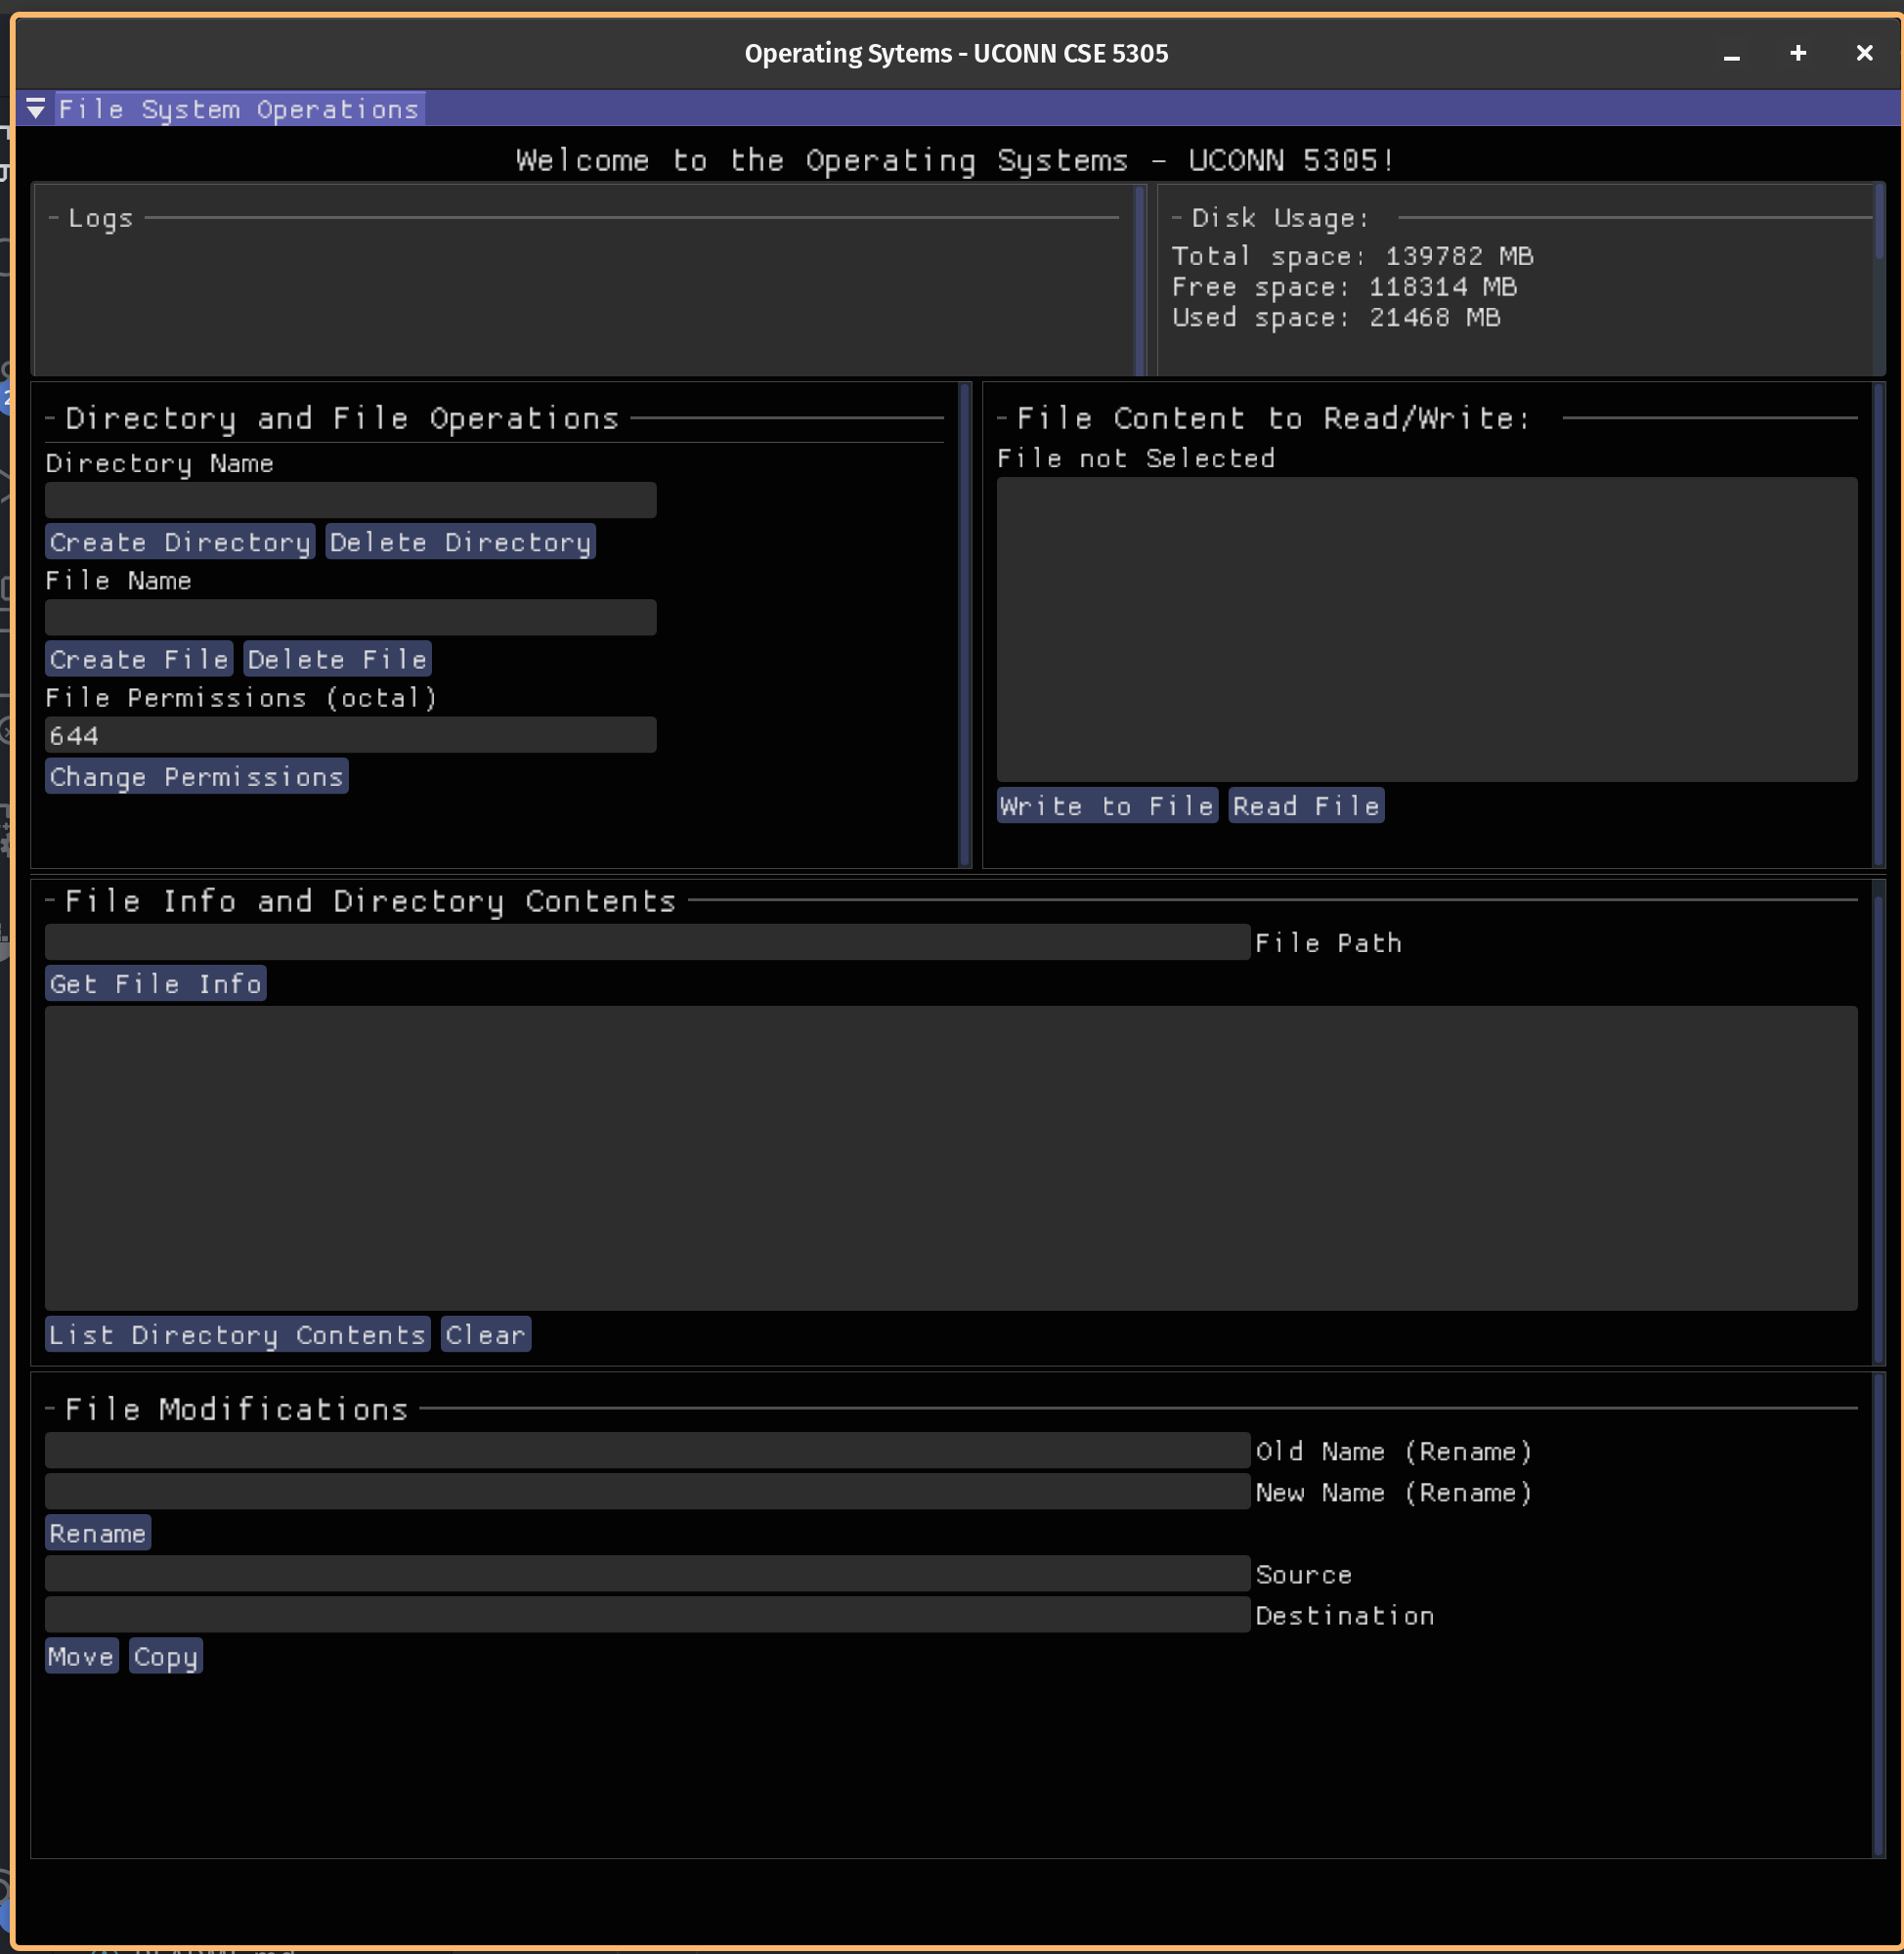 Operating Sytems - UCONN CSE 5305
File System Operations
Welcome to the Operating Systems - UCONN 5305!
Logs
Disk Usage:
Total space: 139782 MB
Free space: 118314 MB
Used space: 21468 MB
Directory and File Operations
Directory Name
Create Directory Delete Directory
File Name
Create File Delete File
File Permissions (octal)
644
Change Permissions
File Content to Read/Write:
File not Selected
Write to File Read File
File Info and Directory Contents
File Path
Get File Info
List Directory Contents Clear
File Modifications
Old Name (Rename)
New Name (Rename)
Rename
Source
Destination
Move Copy